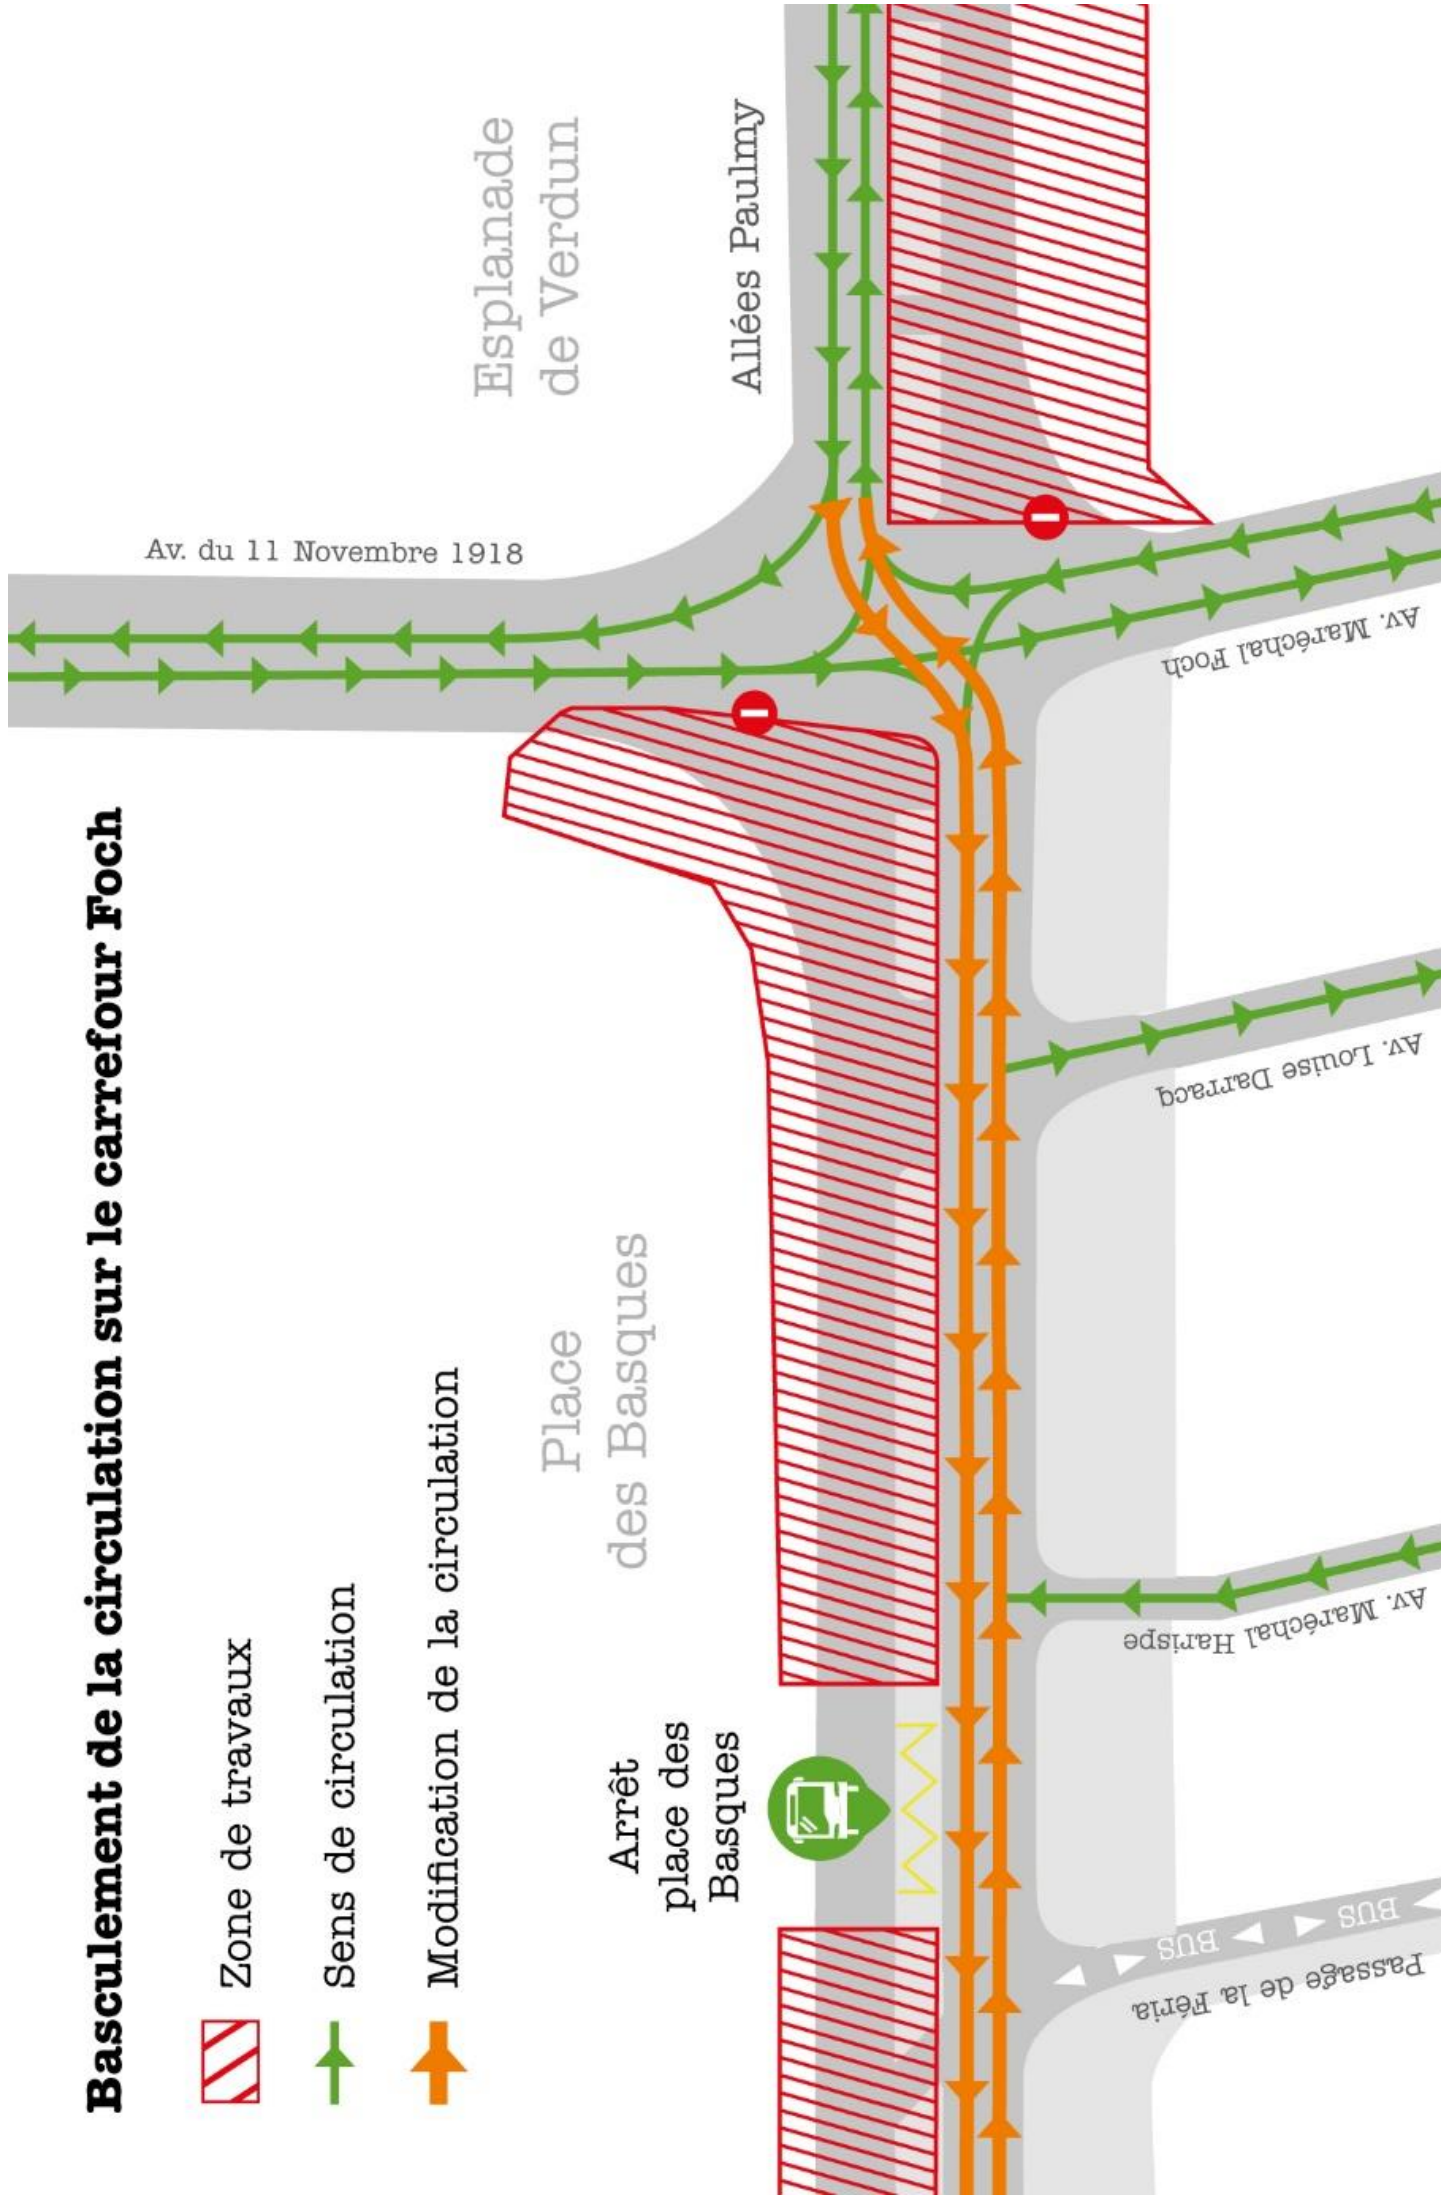 Basculement de la circulation sur le carrefour Foch
Zone de travaux
Sens de circulation
Modification de la circulation
Av. du 11 Novembre 1918
Esplanade
de Verdun
Allées Paulmy
Place
des Basques
Arrêt
place des
Basques
Passage de la Féria
BUS
BUS
Av. Maréchal Harispe
Av. Louise Darracq
Av. Maréchal Foch